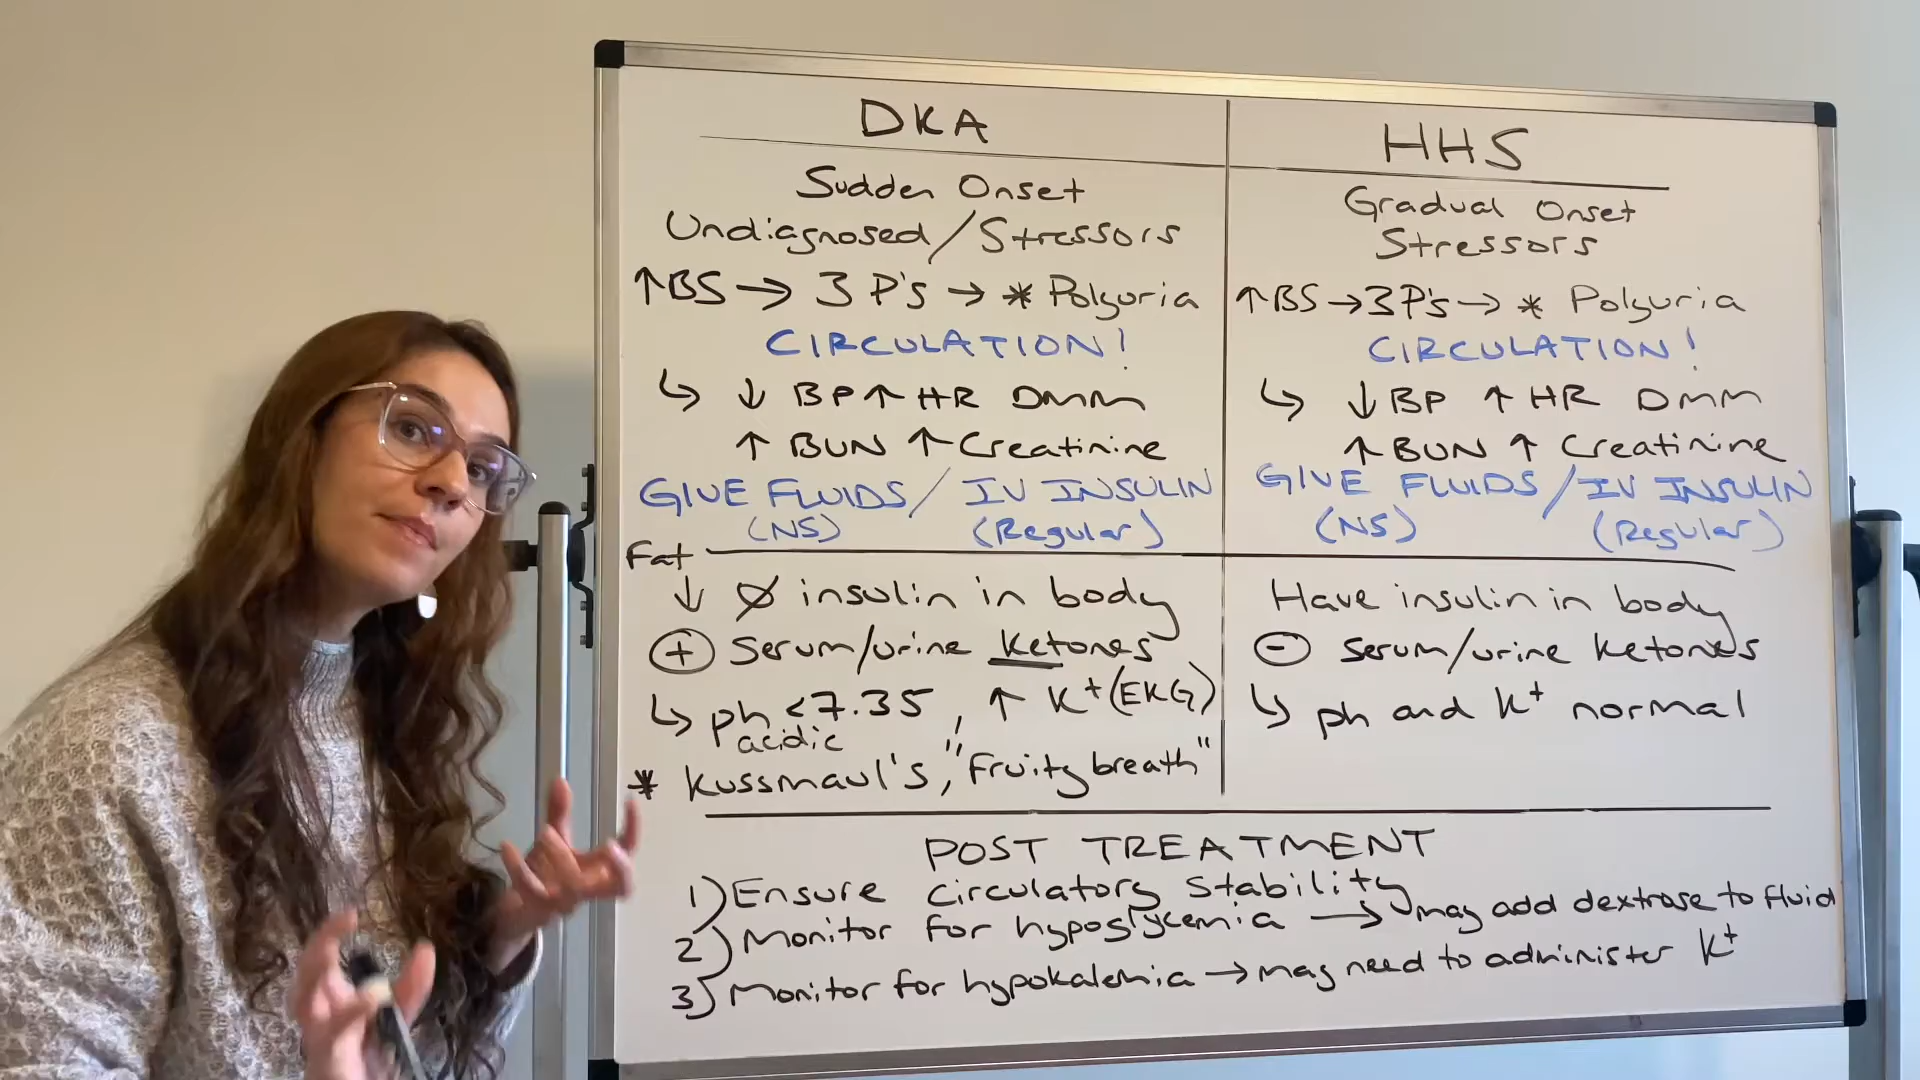 DKA
Sudden Onset
Undiagnosed/Stressors
↑BS → 3 P's → * Polyuria
CIRCULATION!
↳ ↓ BP ↑ HR DMM
↑ BUN ↑ Creatinine
GIVE FLUIDS / IV INSULIN
(NS) (Regular)
Fat
↓ Ø insulin in body
⊕ serum/urine Ketones
↳ ph <7.35, ↑ K+ (EKG)
acidic
* Kussmaul's, "Fruity breath"
HHS
Gradual Onset
Stressors
↑BS → 3P's → * Polyuria
CIRCULATION!
↳ ↓ BP ↑ HR DMM
↑ BUN ↑ Creatinine
GIVE FLUIDS / IV INSULIN
(NS) (Regular)
Have insulin in body
⊖ serum/urine ketones
↳ ph and K+ normal
POST TREATMENT
1) Ensure circulatory stability
2) Monitor for hypoglycemia → may add dextrose to fluid
3) Monitor for hypokalemia → may need to administer K+